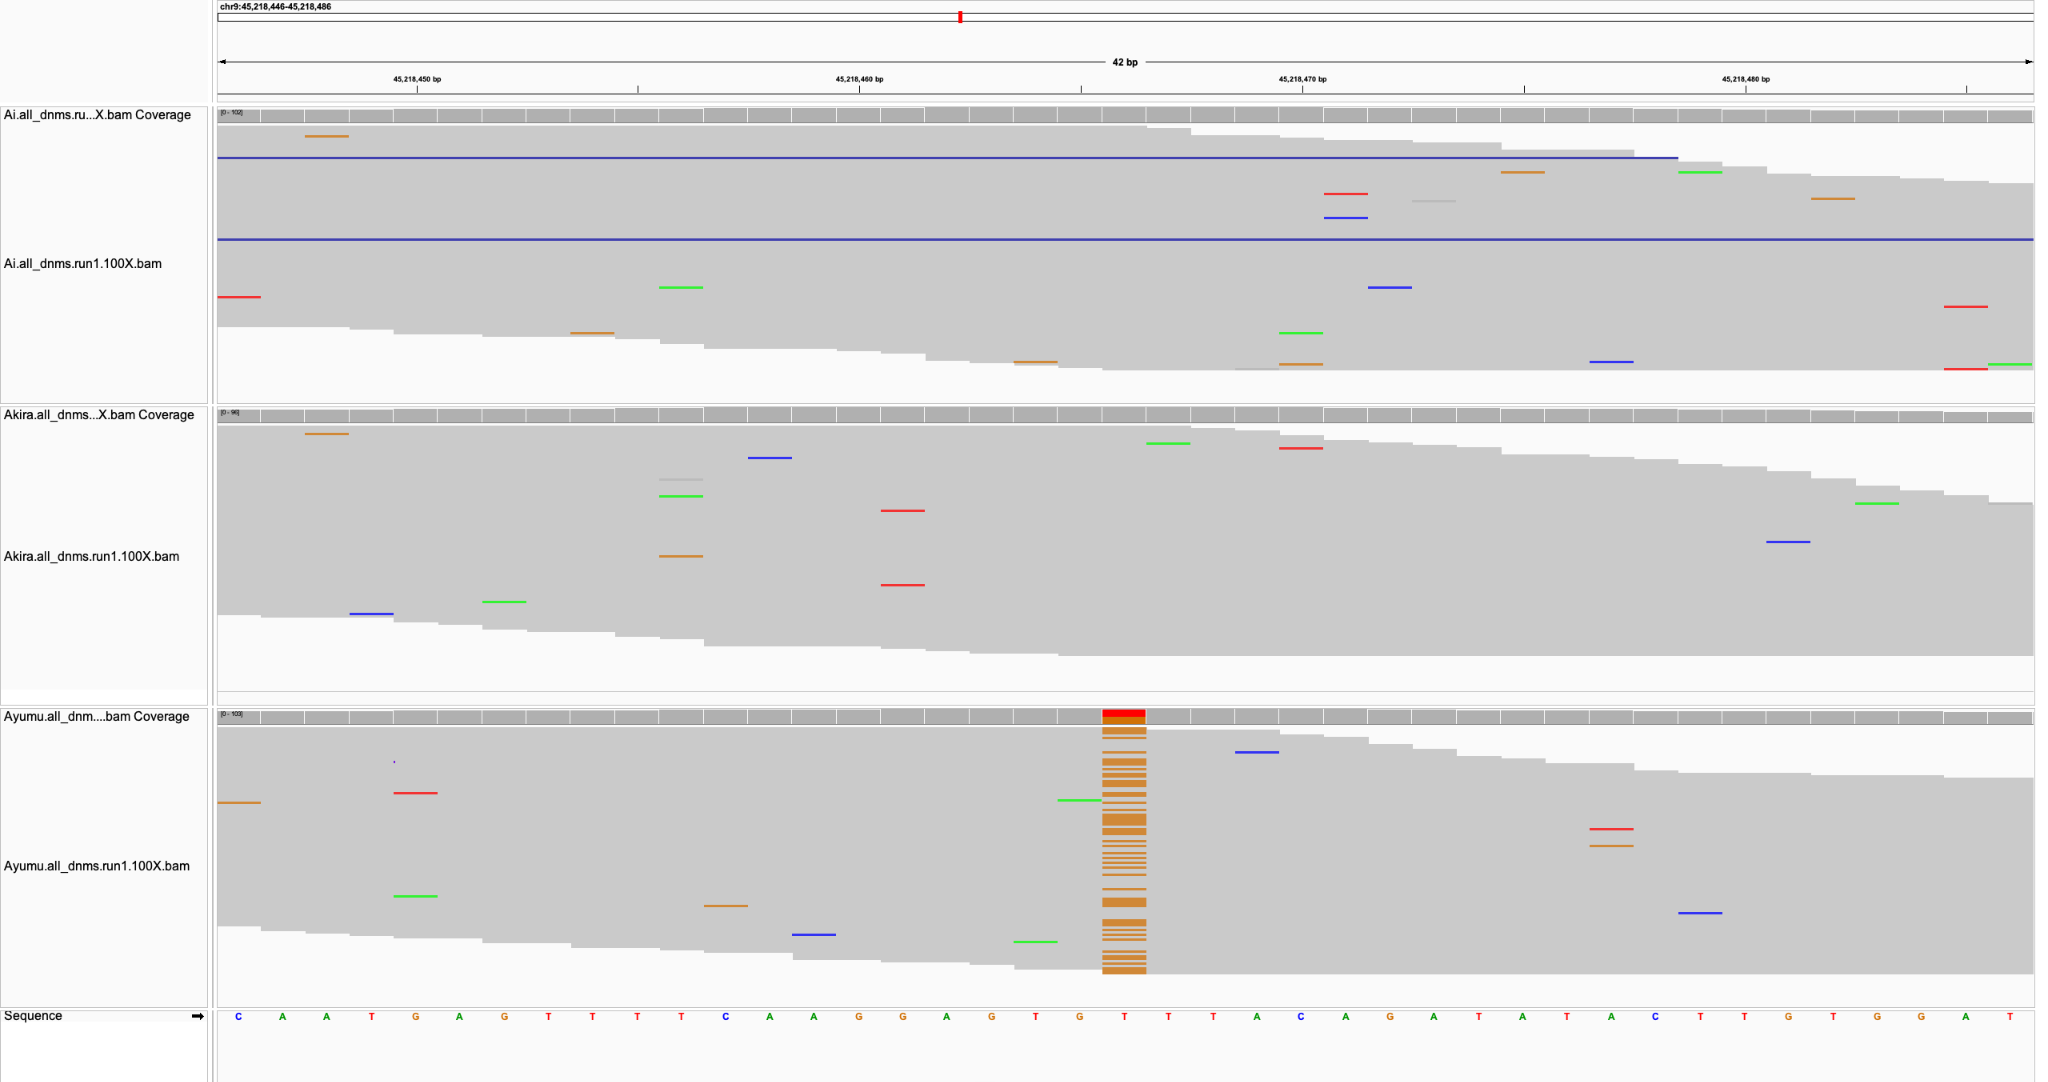 chr9:45,218,446-45,218,486
42 bp
45,218,450 bp 45,218,460 bp 45,218,470 bp 45,218,480 bp
Ai.all_dnms.ru...X.bam Coverage
[0 - 102]
Ai.all_dnms.run1.100X.bam
Akira.all_dnms...X.bam Coverage
[0 - 96]
Akira.all_dnms.run1.100X.bam
Ayumu.all_dnm....bam Coverage
[0 - 103]
Ayumu.all_dnms.run1.100X.bam
Sequence C A A T G A G T T T T C A A G G A G T G T T T A C A G A T A T A C T T G T G G A T